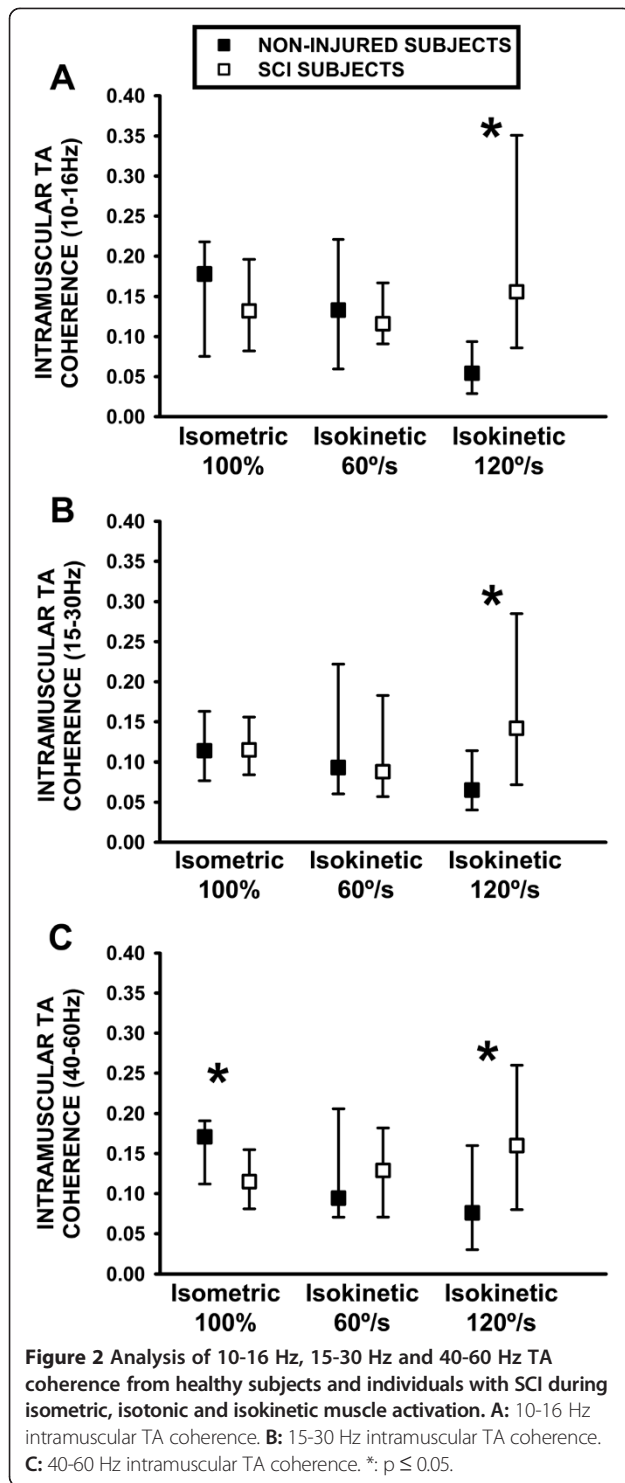 NON-INJURED SUBJECTS
SCI SUBJECTS
A
INTRAMUSCULAR TA
COHERENCE (10-16Hz)
0.40
0.35
0.30
0.25
0.20
0.15
0.10
0.05
0.00
*
Isometric Isokinetic Isokinetic
100% 60º/s 120º/s
B
INTRAMUSCULAR TA
COHERENCE (15-30Hz)
0.40
0.35
0.30
0.25
0.20
0.15
0.10
0.05
0.00
*
Isometric Isokinetic Isokinetic
100% 60º/s 120º/s
C
INTRAMUSCULAR TA
COHERENCE (40-60Hz)
0.40
0.35
0.30
0.25
0.20
0.15
0.10
0.05
0.00
* *
Isometric Isokinetic Isokinetic
100% 60º/s 120º/s
Figure 2 Analysis of 10-16 Hz, 15-30 Hz and 40-60 Hz TA
coherence from healthy subjects and individuals with SCI during
isometric, isotonic and isokinetic muscle activation. A: 10-16 Hz
intramuscular TA coherence. B: 15-30 Hz intramuscular TA coherence.
C: 40-60 Hz intramuscular TA coherence. *: p ≤ 0.05.